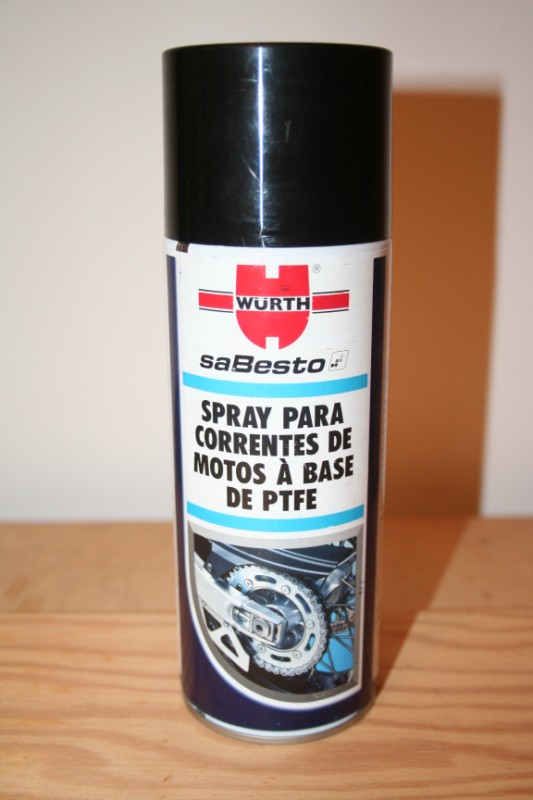 WÜRTH
®
saBesto
SPRAY PARA
CORRENTES DE
MOTOS À BASE
DE PTFE